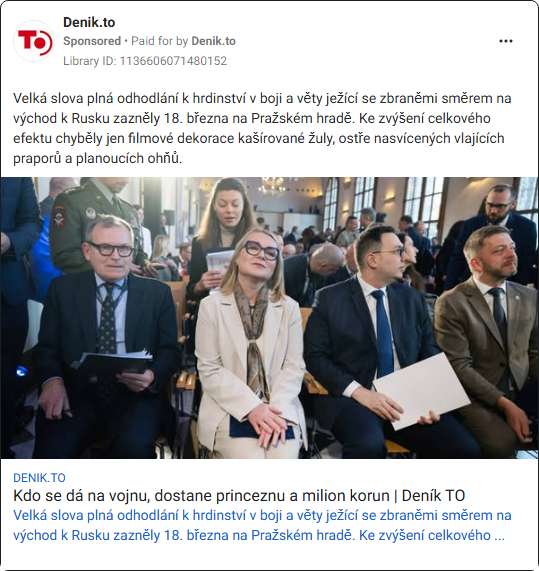 Denik.to
Sponsored • Paid for by Denik.to
Library ID: 1136606071480152
TO
Velká slova plná odhodlání k hrdinství v boji a věty ježící se zbraněmi směrem na
východ k Rusku zazněly 18. března na Pražském hradě. Ke zvýšení celkového
efektu chyběly jen filmové dekorace kašírované žuly, ostře nasvícených vlajících
praporů a planoucích ohňů.
DENIK.TO
Kdo se dá na vojnu, dostane princeznu a milion korun | Deník TO
Velká slova plná odhodlání k hrdinství v boji a věty ježící se zbraněmi směrem na
východ k Rusku zazněly 18. března na Pražském hradě. Ke zvýšení celkového ...